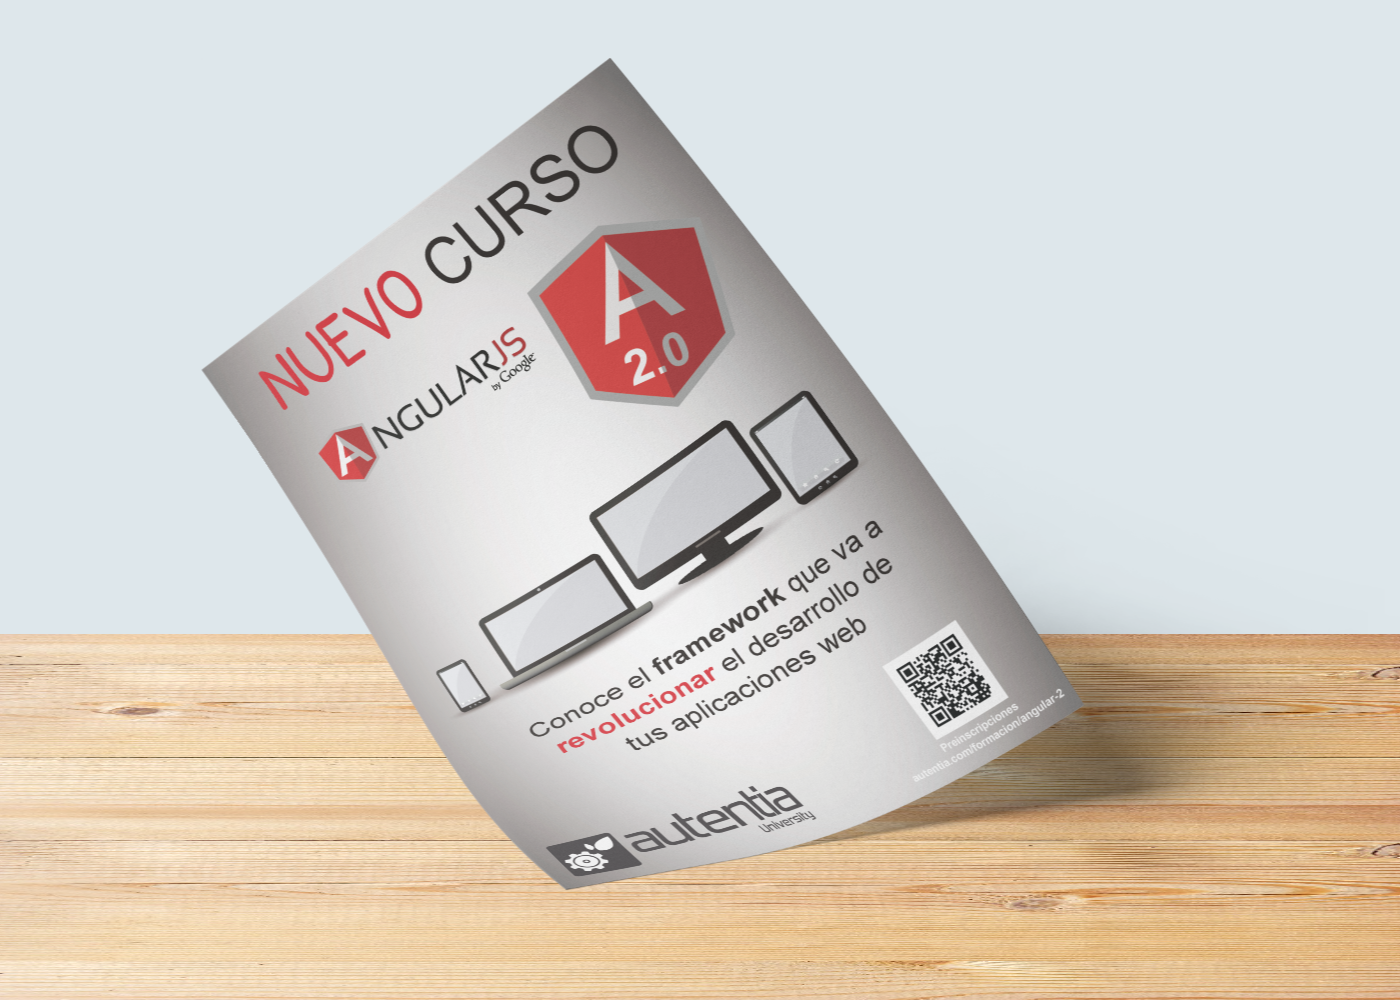 NUEVO CURSO
ANGULARJS
by Google
A
2.0
Conoce el framework que va a
revolucionar el desarrollo de
tus aplicaciones web
Preinscripciones
autentia.com/formacion/angular-2
autentia
University